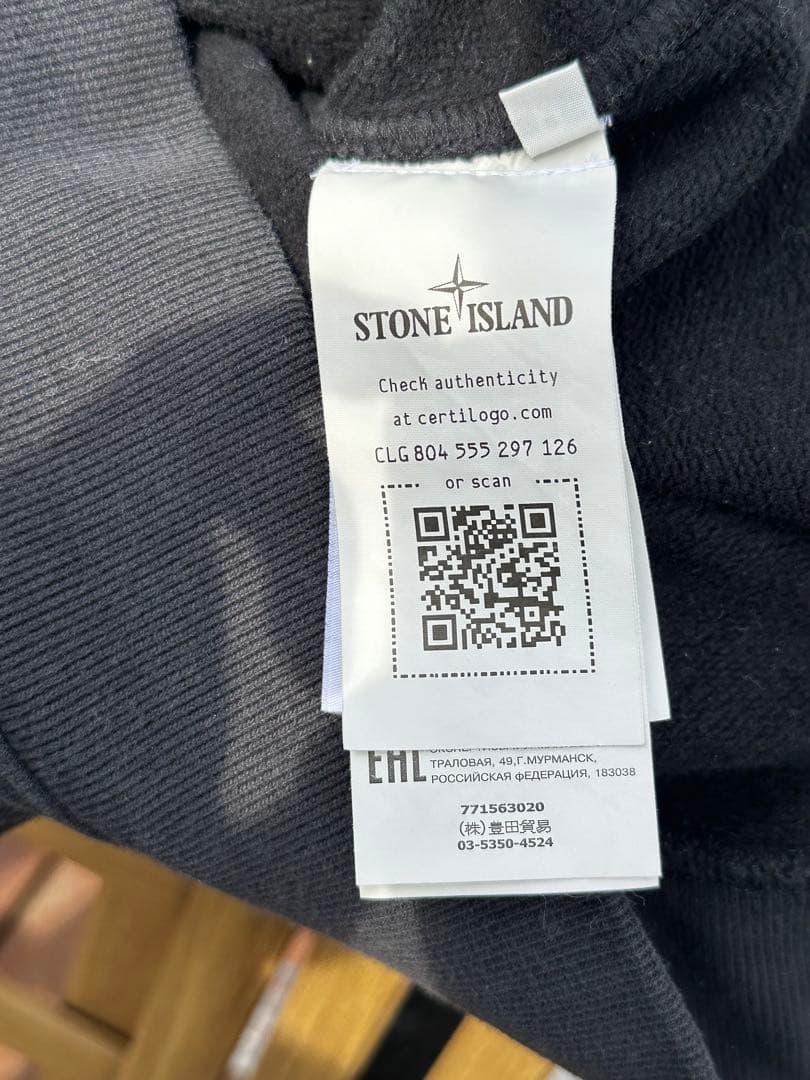 STONE ISLAND
Check authenticity
at certilogo.com
CLG 804 555 297 126
or scan
EAC
ТРАЛОВАЯ, 49,Г.МУРМАНСК,
РОССИЙСКАЯ ФЕДЕРАЦИЯ, 183038
771563020
(株)豊田貿易
03-5350-4524